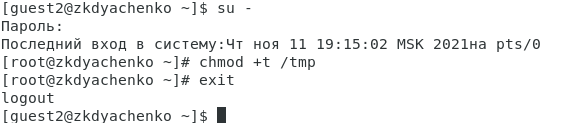 [guest2@zkdyachenko ~]$ su -
Пароль:
Последний вход в систему:Чт ноя 11 19:15:02 MSK 2021на pts/0
[root@zkdyachenko ~]# chmod +t /tmp
[root@zkdyachenko ~]# exit
logout
[guest2@zkdyachenko ~]$